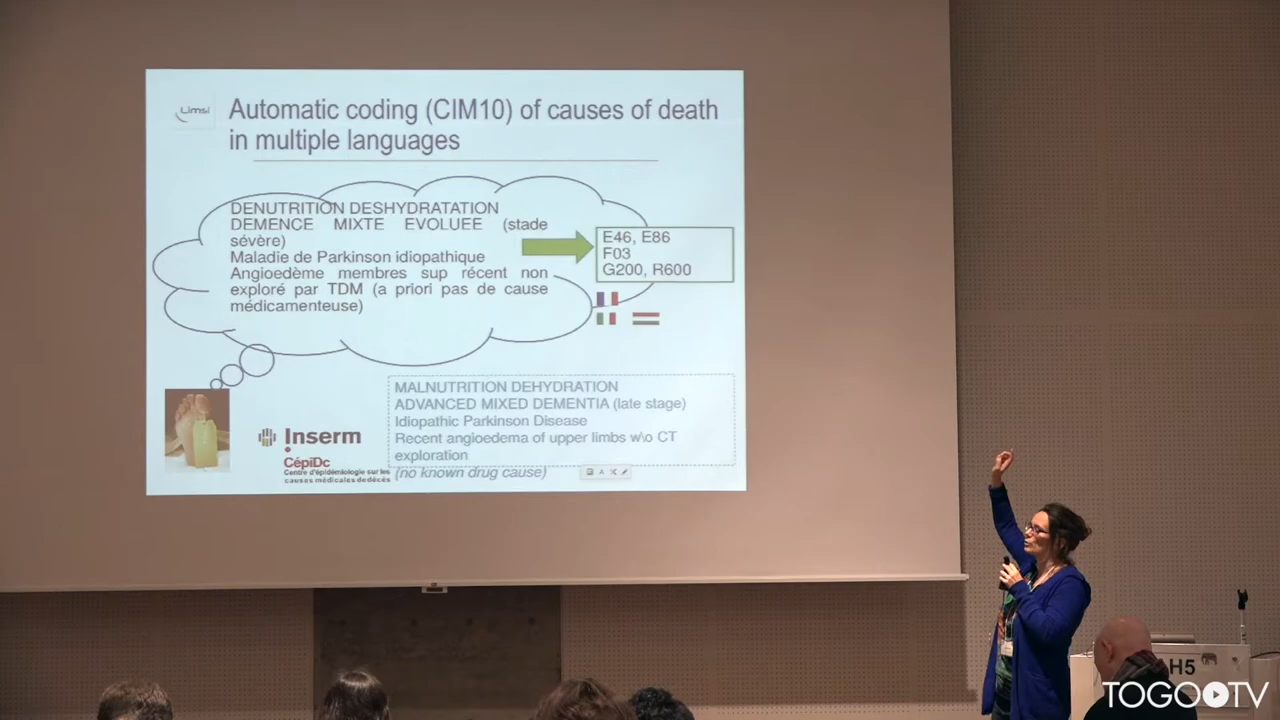 Limsi
Automatic coding (CIM10) of causes of death
in multiple languages
DENUTRITION DESHYDRATATION
DEMENCE MIXTE EVOLUEE (stade
sévère)
Maladie de Parkinson idiopathique
Angioedème membres sup récent non
exploré par TDM (a priori pas de cause
médicamenteuse)
E46, E86
F03
G200, R600
MALNUTRITION DEHYDRATION
ADVANCED MIXED DEMENTIA (late stage)
Idiopathic Parkinson Disease
Recent angioedema of upper limbs w\o CT
exploration
(no known drug cause)
Inserm
CépiDc
Centre d'épidémiologie sur les
causes médicales de décès
H5
TOGOTV